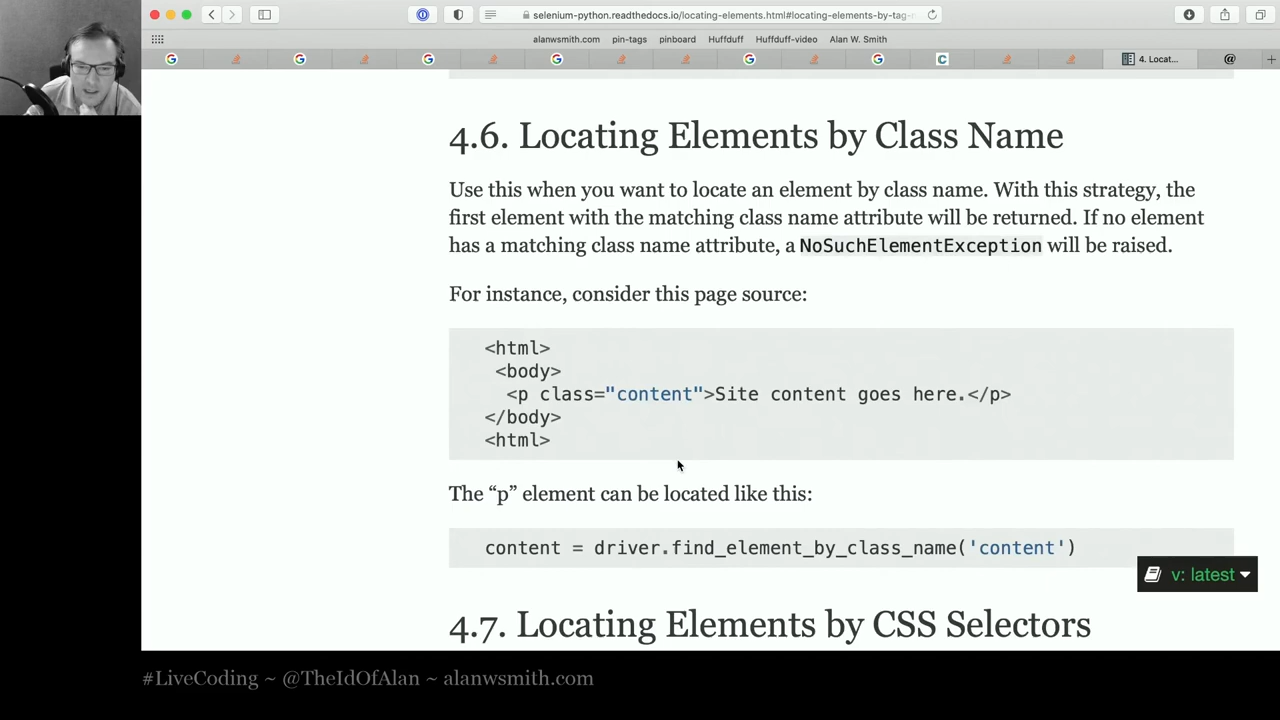 selenium-python.readthedocs.io/locating-elements.html#locating-elements-by-tag-
alanwsmith.com pin-tags pinboard Huffduff Huffduff-video Alan W. Smith
4. Locat... @
4.6. Locating Elements by Class Name
Use this when you want to locate an element by class name. With this strategy, the
first element with the matching class name attribute will be returned. If no element
has a matching class name attribute, a NoSuchElementException will be raised.
For instance, consider this page source:
<html>
<body>
<p class="content">Site content goes here.</p>
</body>
<html>
The “p” element can be located like this:
content = driver.find_element_by_class_name('content')
v: latest
4.7. Locating Elements by CSS Selectors
#LiveCoding ~ @TheIdOfAlan ~ alanwsmith.com